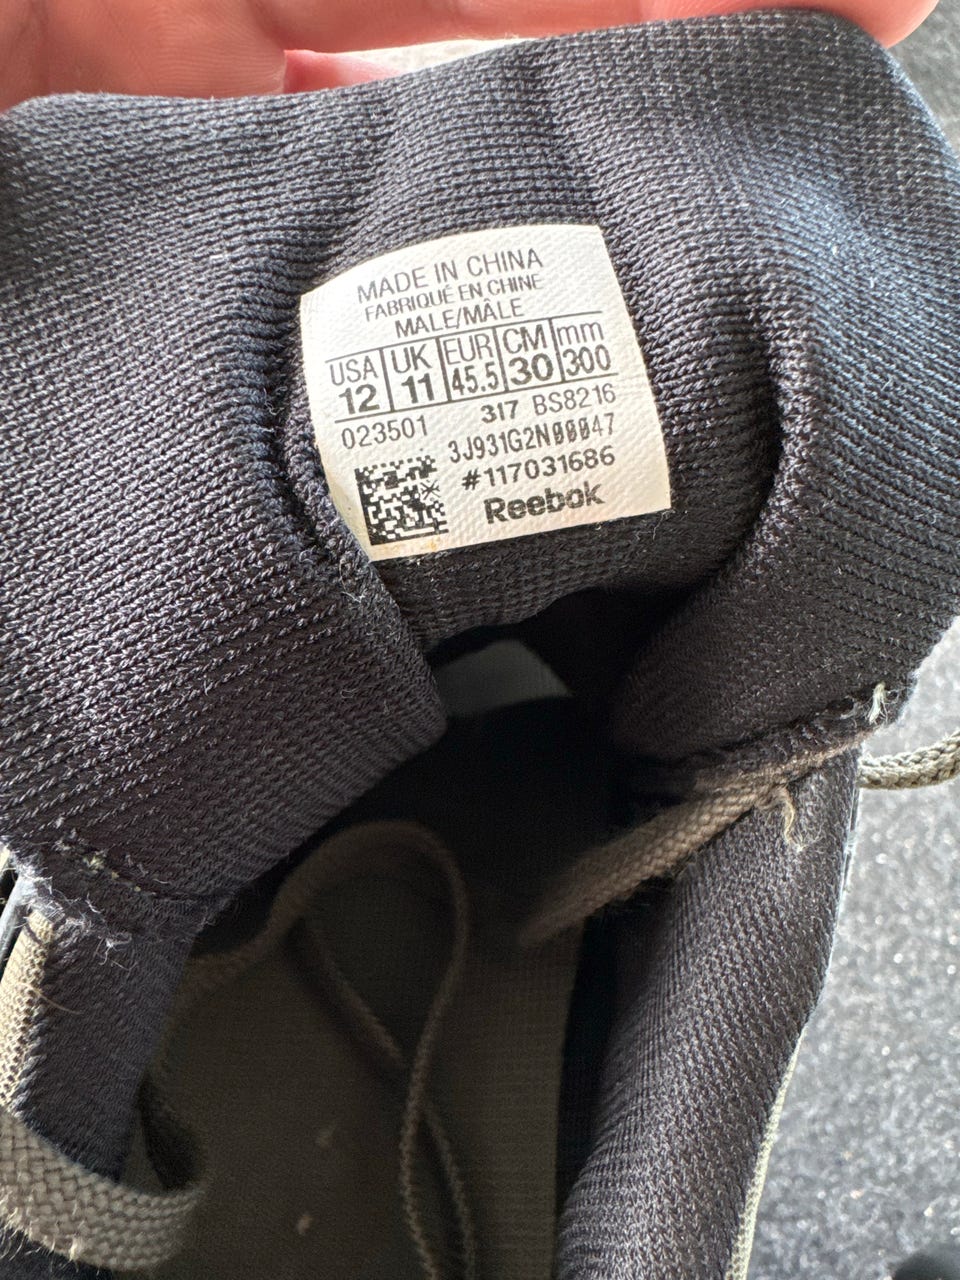 MADE IN CHINA
FABRIQUÉ EN CHINE
MALE/MÂLE
USA UK EUR CM mm
12 11 45.5 30 300
023501 317 BS8216
3J931G2N00047
#117031686
Reebok